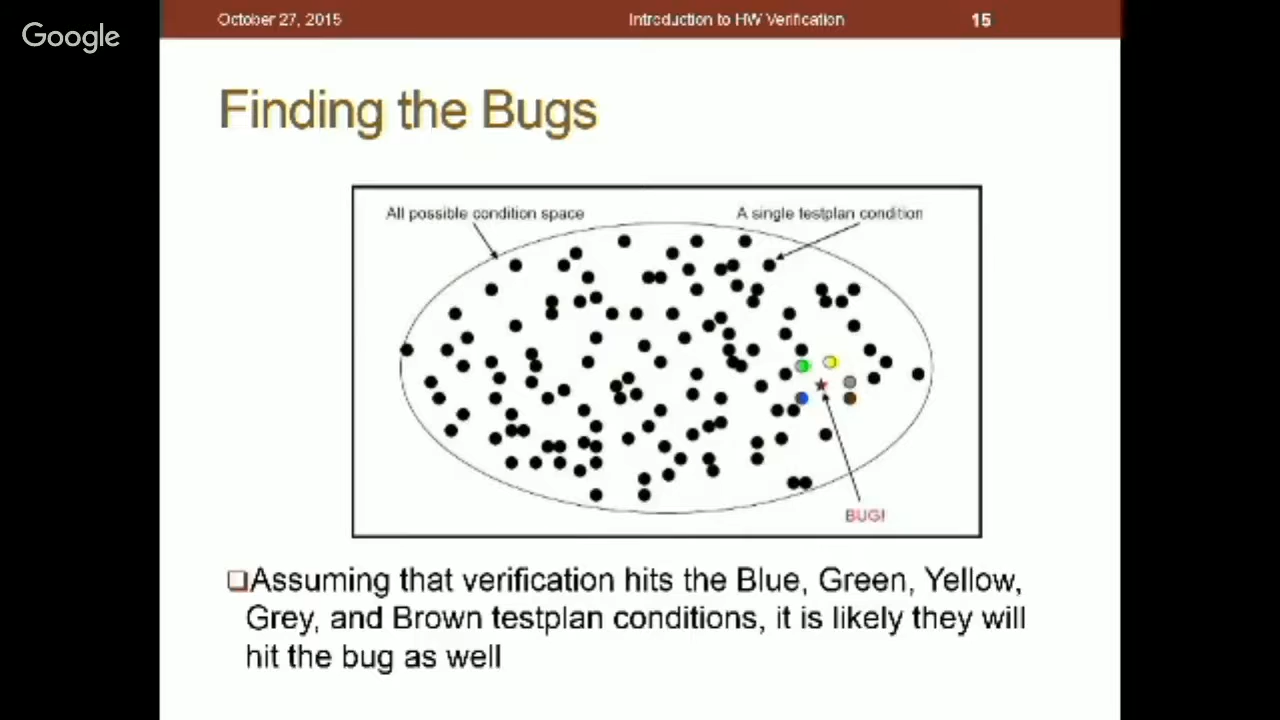 October 27, 2015 Introduction to HW Verification 15
Google
Finding the Bugs
All possible condition space
A single testplan condition
BUG!
Assuming that verification hits the Blue, Green, Yellow,
Grey, and Brown testplan conditions, it is likely they will
hit the bug as well